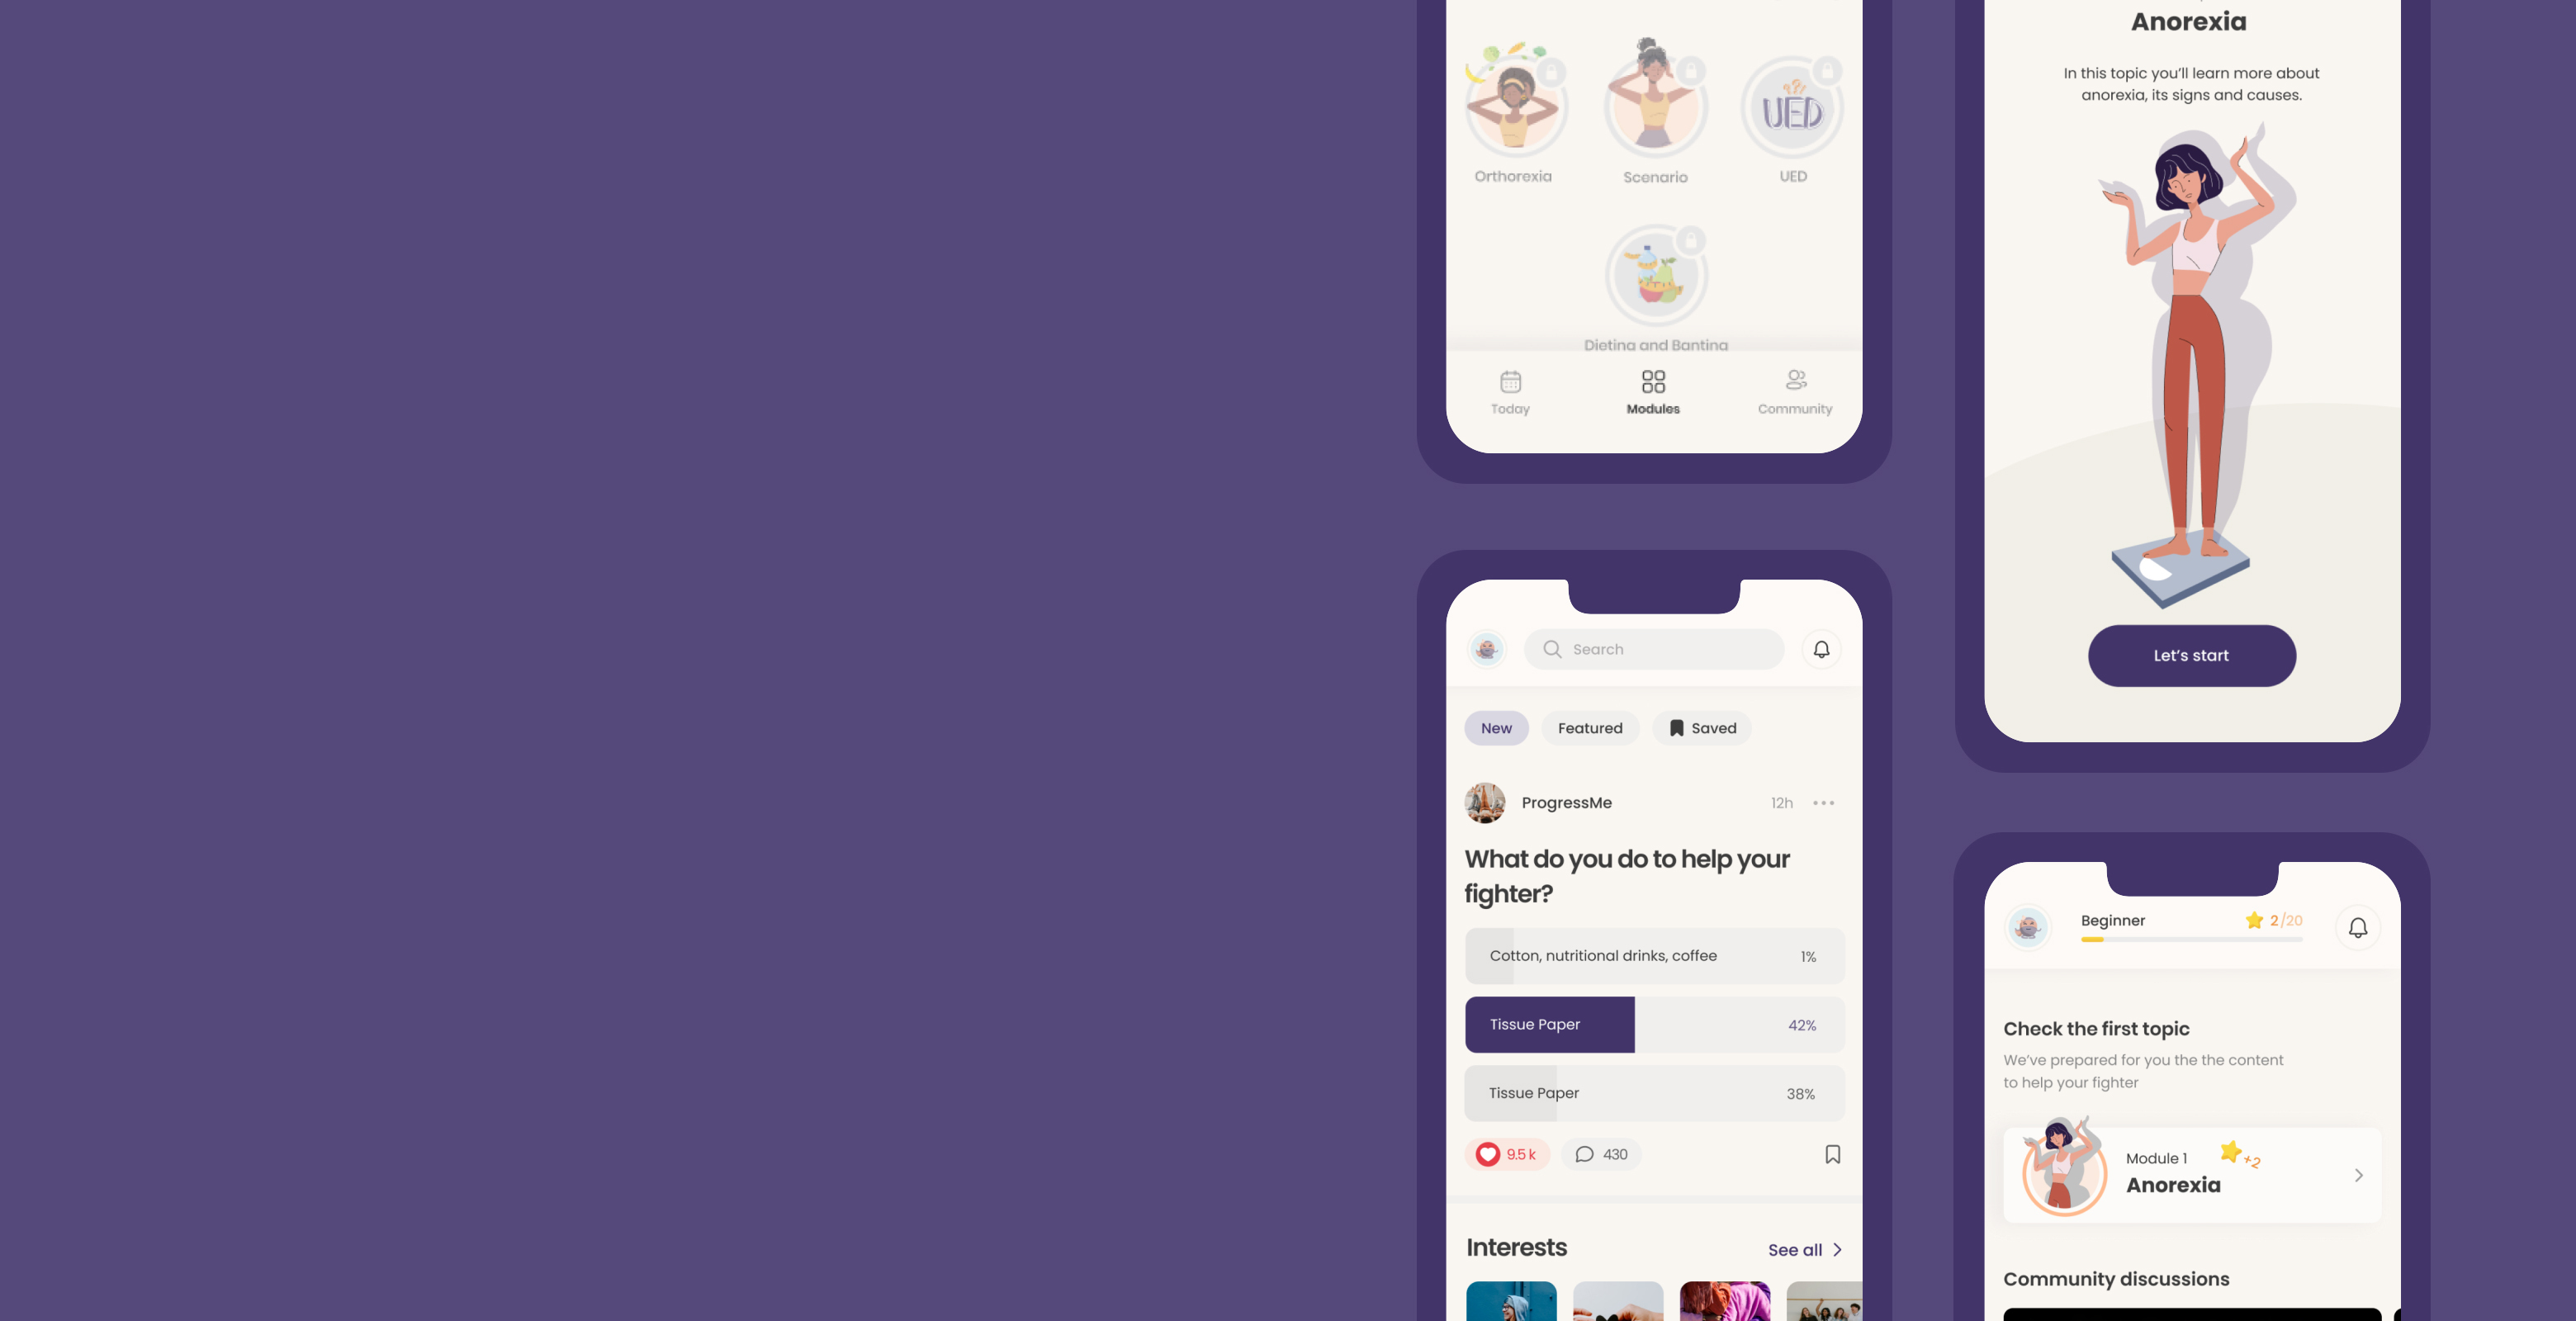 Orthorexia
Scenario
UED
UED
Dieting and Banting
Today
Modules
Community
Search
New
Featured
Saved
ProgressMe
12h
What do you do to help your
fighter?
Cotton, nutritional drinks, coffee
1%
Tissue Paper
42%
Tissue Paper
38%
9.5 k
430
Interests
See all
Anorexia
In this topic you'll learn more about
anorexia, its signs and causes.
Let's start
Beginner
2/20
Check the first topic
We've prepared for you the the content
to help your fighter
Module 1
+2
Anorexia
Community discussions